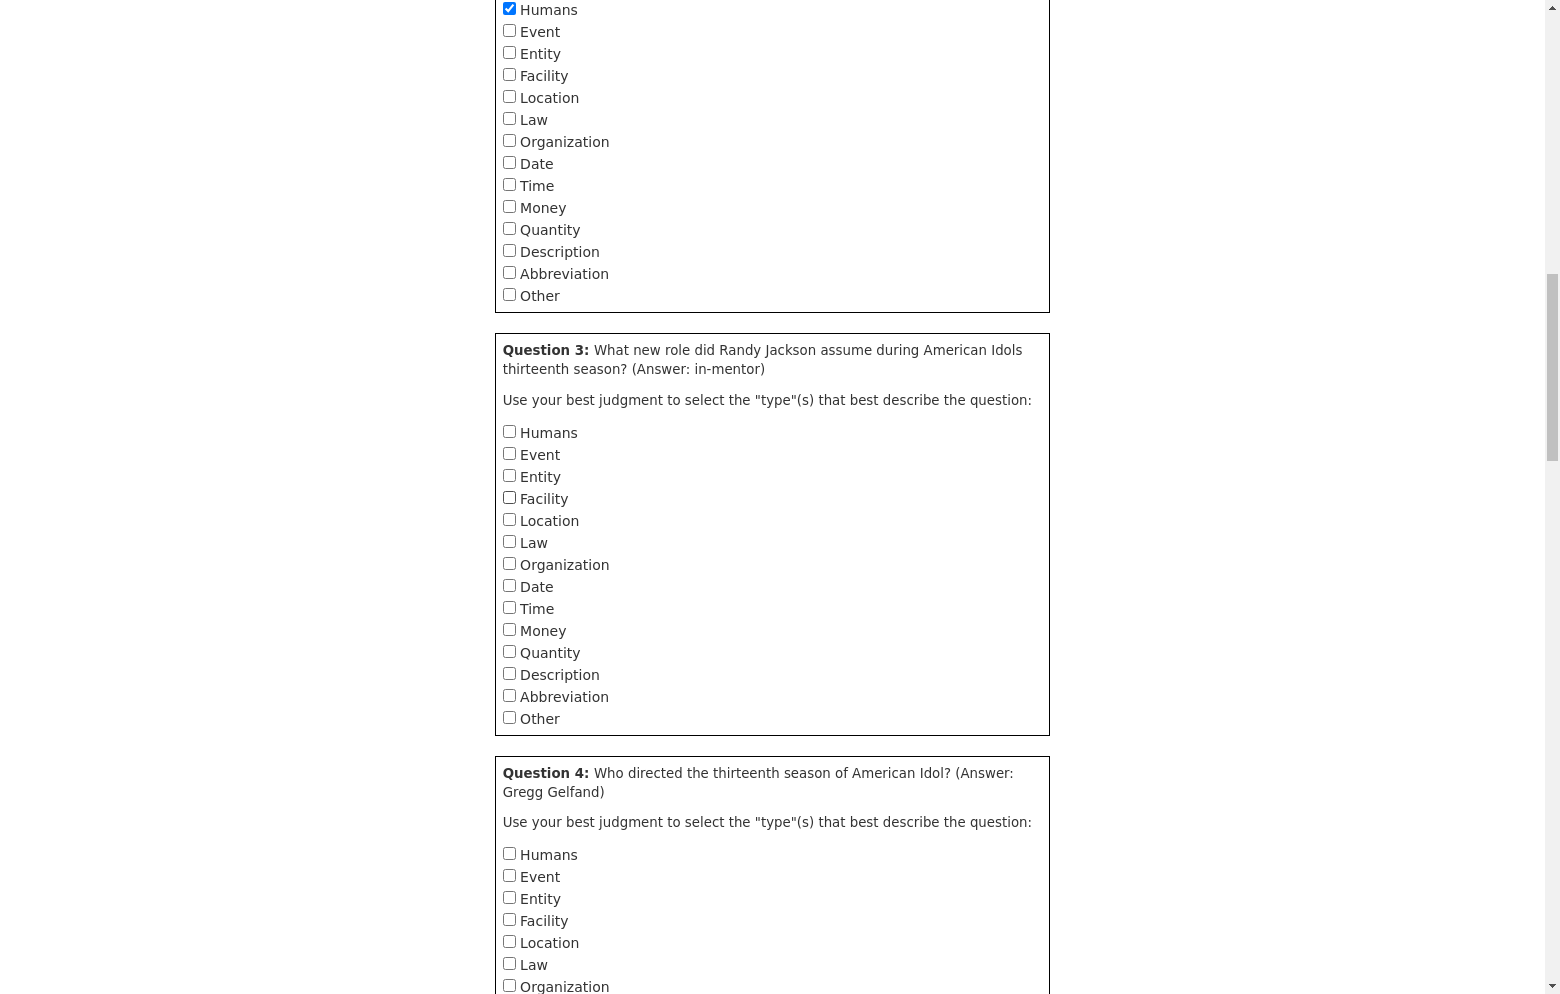 Humans
Event
Entity
Facility
Location
Law
Organization
Date
Time
Money
Quantity
Description
Abbreviation
Other
Question 3: What new role did Randy Jackson assume during American Idols
thirteenth season? (Answer: in-mentor)
Use your best judgment to select the "type"(s) that best describe the question:
Humans
Event
Entity
Facility
Location
Law
Organization
Date
Time
Money
Quantity
Description
Abbreviation
Other
Question 4: Who directed the thirteenth season of American Idol? (Answer:
Gregg Gelfand)
Use your best judgment to select the "type"(s) that best describe the question:
Humans
Event
Entity
Facility
Location
Law
Organization